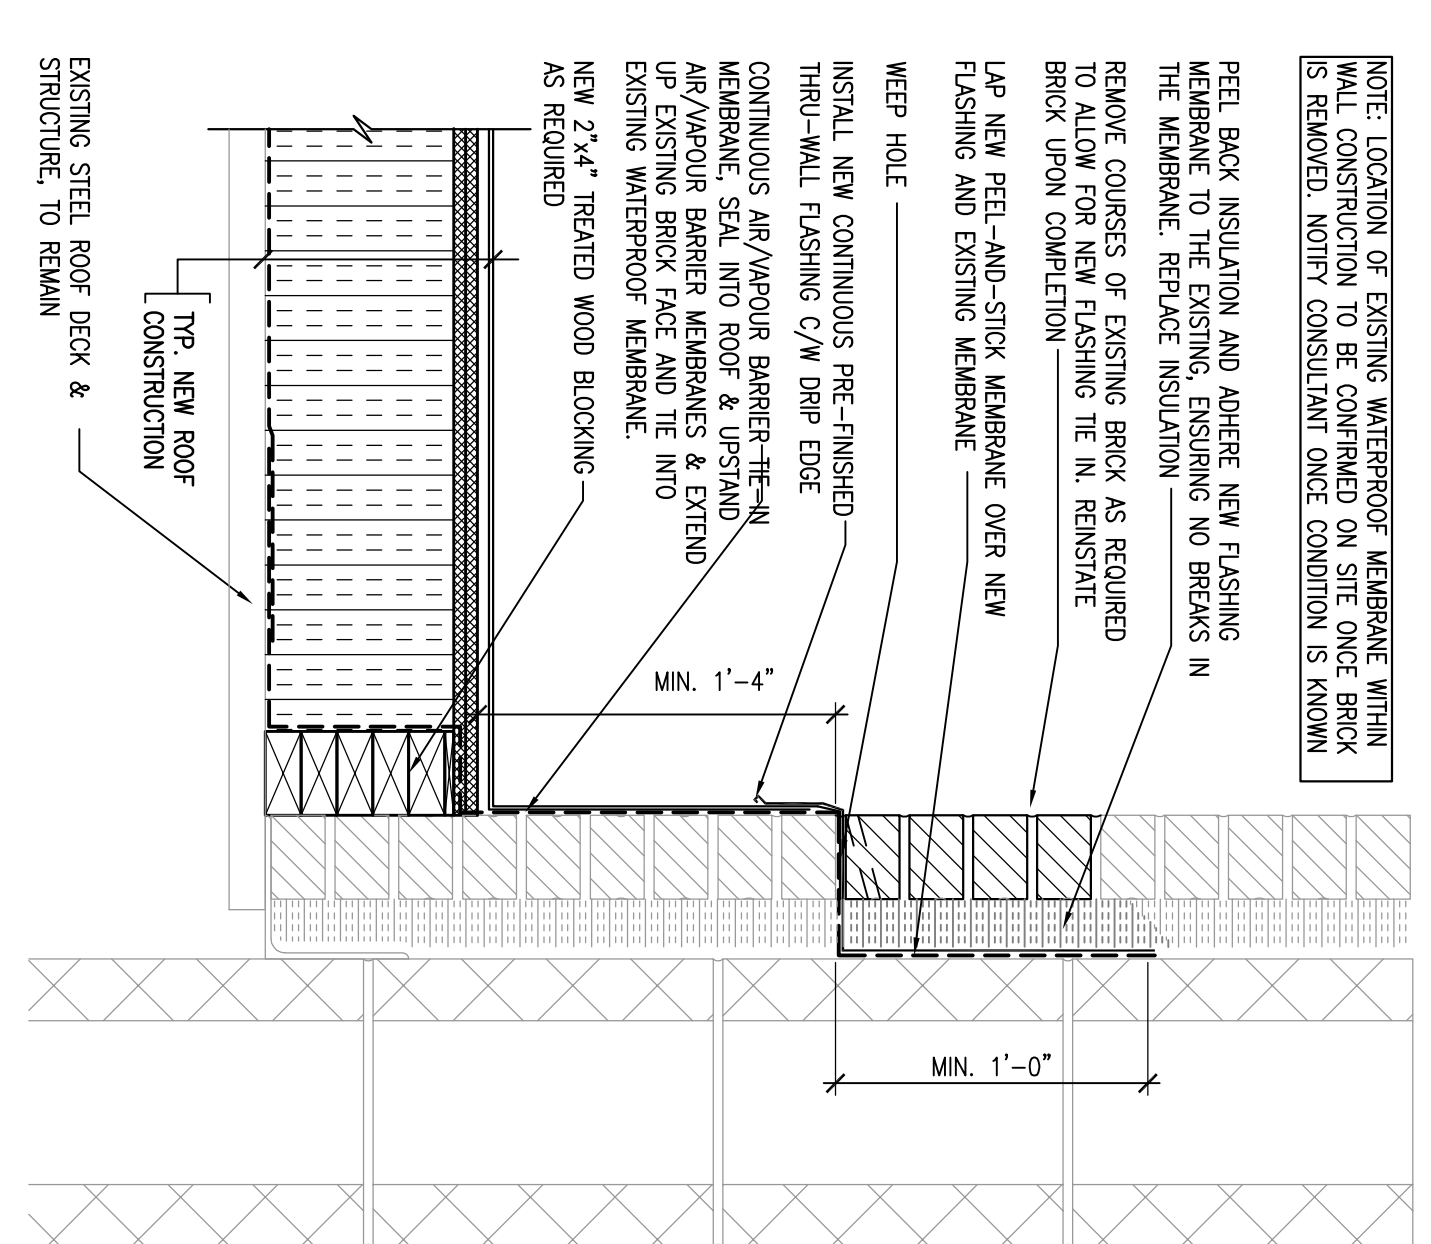 NOTE: LOCATION OF EXISTING WATERPROOF MEMBRANE WITHIN
WALL CONSTRUCTION TO BE CONFIRMED ON SITE ONCE BRICK
IS REMOVED. NOTIFY CONSULTANT ONCE CONDITION IS KNOWN
PEEL BACK INSULATION AND ADHERE NEW FLASHING
MEMBRANE TO THE EXISTING, ENSURING NO BREAKS IN
THE MEMBRANE. REPLACE INSULATION
REMOVE COURSES OF EXISTING BRICK AS REQUIRED
TO ALLOW FOR NEW FLASHING TIE IN. REINSTATE
BRICK UPON COMPLETION
LAP NEW PEEL-AND-STICK MEMBRANE OVER NEW
FLASHING AND EXISTING MEMBRANE
WEEP HOLE
INSTALL NEW CONTINUOUS PRE-FINISHED
THRU-WALL FLASHING C/W DRIP EDGE
CONTINUOUS AIR/VAPOUR BARRIER TIE-IN
MEMBRANE, SEAL INTO ROOF & UPSTAND
AIR/VAPOUR BARRIER MEMBRANES & EXTEND
UP EXISTING BRICK FACE AND TIE INTO
EXISTING WATERPROOF MEMBRANE.
NEW 2"x4" TREATED WOOD BLOCKING
AS REQUIRED
TYP. NEW ROOF
CONSTRUCTION
EXISTING STEEL ROOF DECK &
STRUCTURE, TO REMAIN
MIN. 1'-4"
MIN. 1'-0"